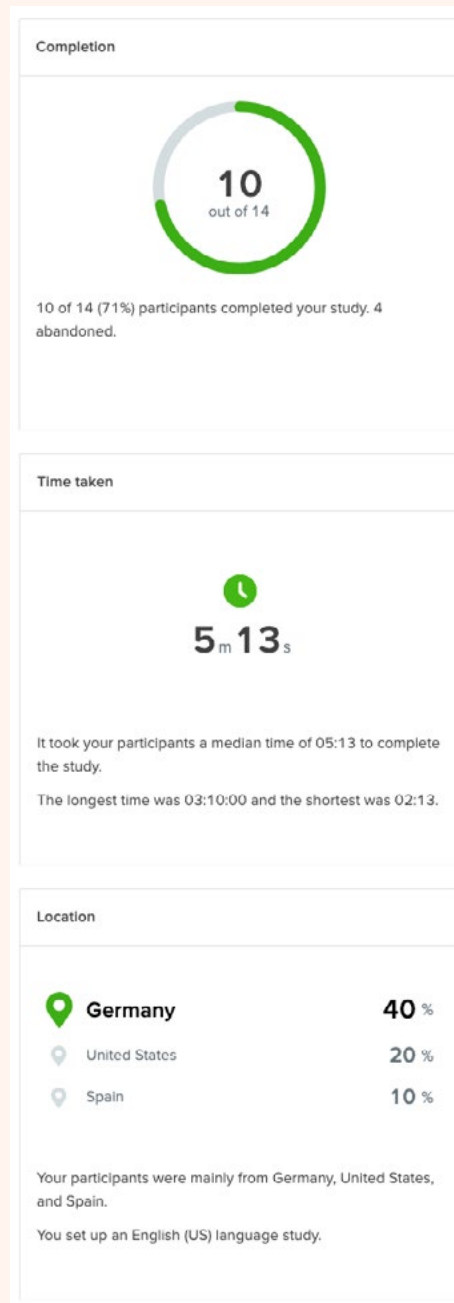 Completion
10
out of 14
10 of 14 (71%) participants completed your study. 4
abandoned.
Time taken
5 m 13 s
It took your participants a median time of 05:13 to complete
the study.
The longest time was 03:10:00 and the shortest was 02:13.
Location
Germany 40 %
United States 20 %
Spain 10 %
Your participants were mainly from Germany, United States,
and Spain.
You set up an English (US) language study.